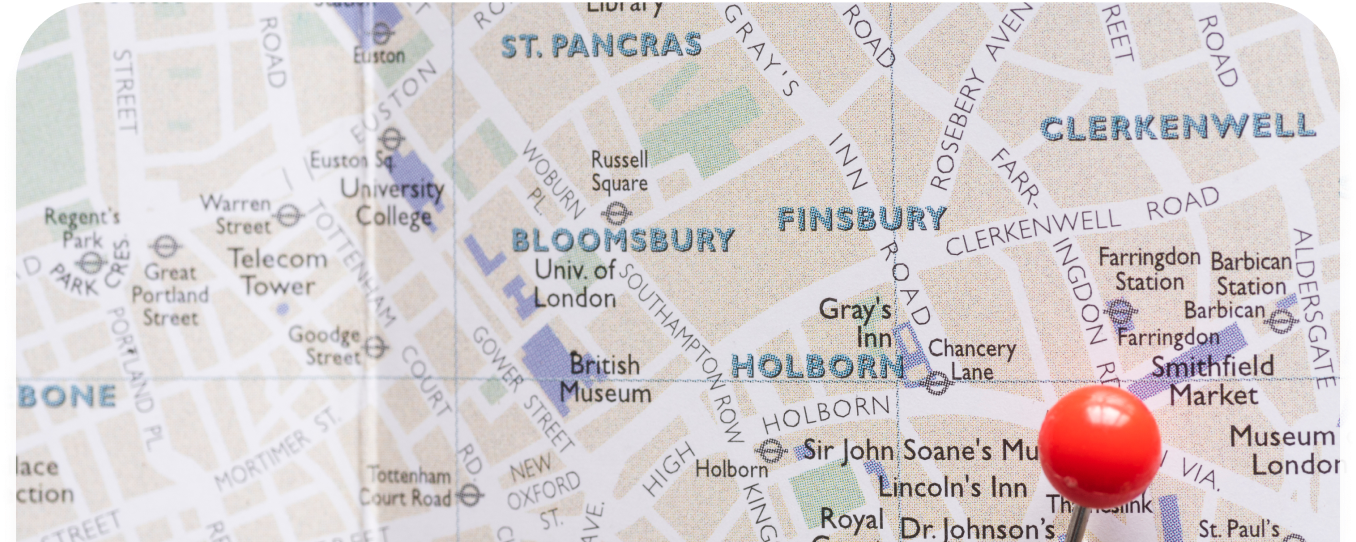 Station
Euston
ST. PANCRAS
Library
GRAY'S
INN
ROAD
ROAD
ROSEBERY AVEN
REET
ROAD
STREET
ROAD
EUSTON
CLERKENWELL
Euston Sq.
University
College
Warren
Street
Regent's
Park
PARK
CRES.
Great
Portland
Street
Telecom
Tower
TOTTENHAM
COURT
RD
Goodge
Street
PORTLAND PL
WOBURN
PL
Russell
Square
BLOOMSBURY
Univ. of
London
SOUTHAMPTON ROW
FINSBURY
FARR-
INGDON
CLERKENWELL ROAD
Farringdon
Station
Farringdon
Barbican
Station
Barbican
ALDERSGATE
Gray's
Inn
HOLBORN
Chancery
Lane
Smithfield
Market
GOWER STREET
British
Museum
BONE
HOLBORN
MORTIMER ST.
Sir John Soane's Mu
Holborn
HIGH
Museum
London
VIA.
lace
ction
Tottenham
Court Road
NEW
OXFORD
ST.
Lincoln's Inn
KING
STREET
Royal
Dr. Johnson's
St. Paul's